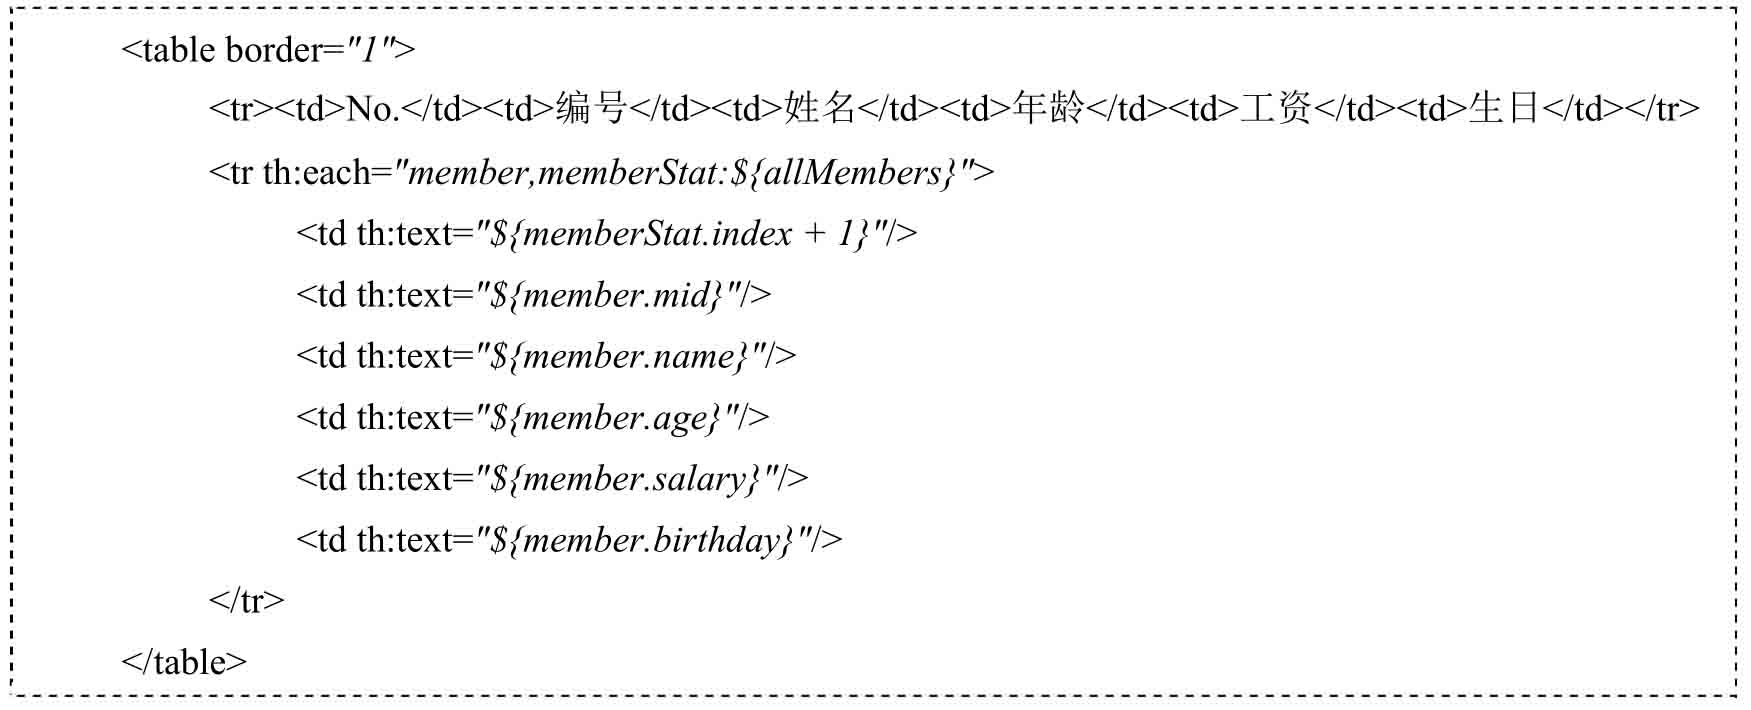 <table border="1">
<tr><td>No.</td><td>编号</td><td>姓名</td><td>年龄</td><td>工资</td><td>生日</td></tr>
<tr th:each="member,memberStat:${allMembers}">
<td th:text="${memberStat.index + 1}"/>
<td th:text="${member.mid}"/>
<td th:text="${member.name}"/>
<td th:text="${member.age}"/>
<td th:text="${member.salary}"/>
<td th:text="${member.birthday}"/>
</tr>
</table>